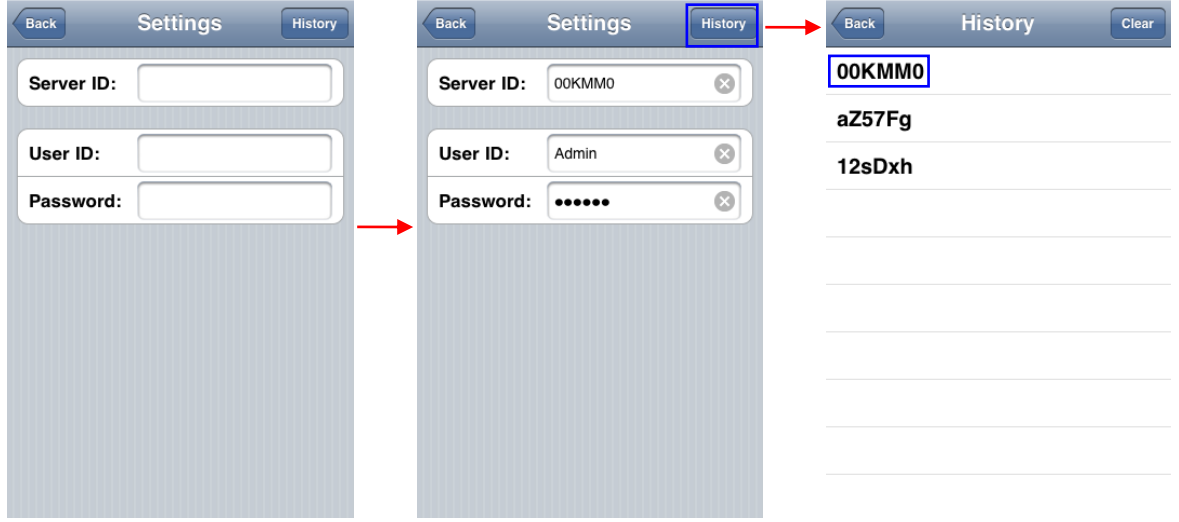 Back Settings History
Server ID:
User ID:
Password:
Back Settings History
Server ID: 00KMM0
User ID: Admin
Password: ●●●●●●
Back History Clear
00KMM0
aZ57Fg
12sDxh